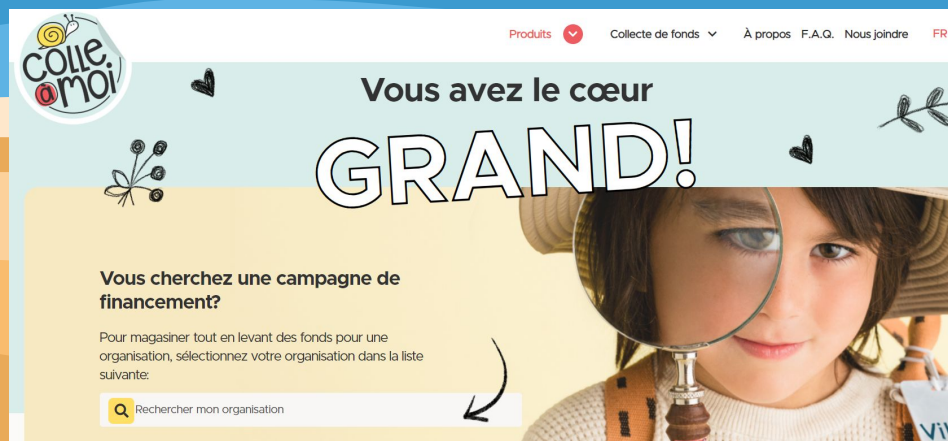 COLLE
à
moi
Produits
Collecte de fonds
À propos
F.A.Q.
Nous joindre
FR
Vous avez le cœur
GRAND!
Vous cherchez une campagne de
financement?
Pour magasiner tout en levant des fonds pour une
organisation, sélectionnez votre organisation dans la liste
suivante:
Rechercher mon organisation